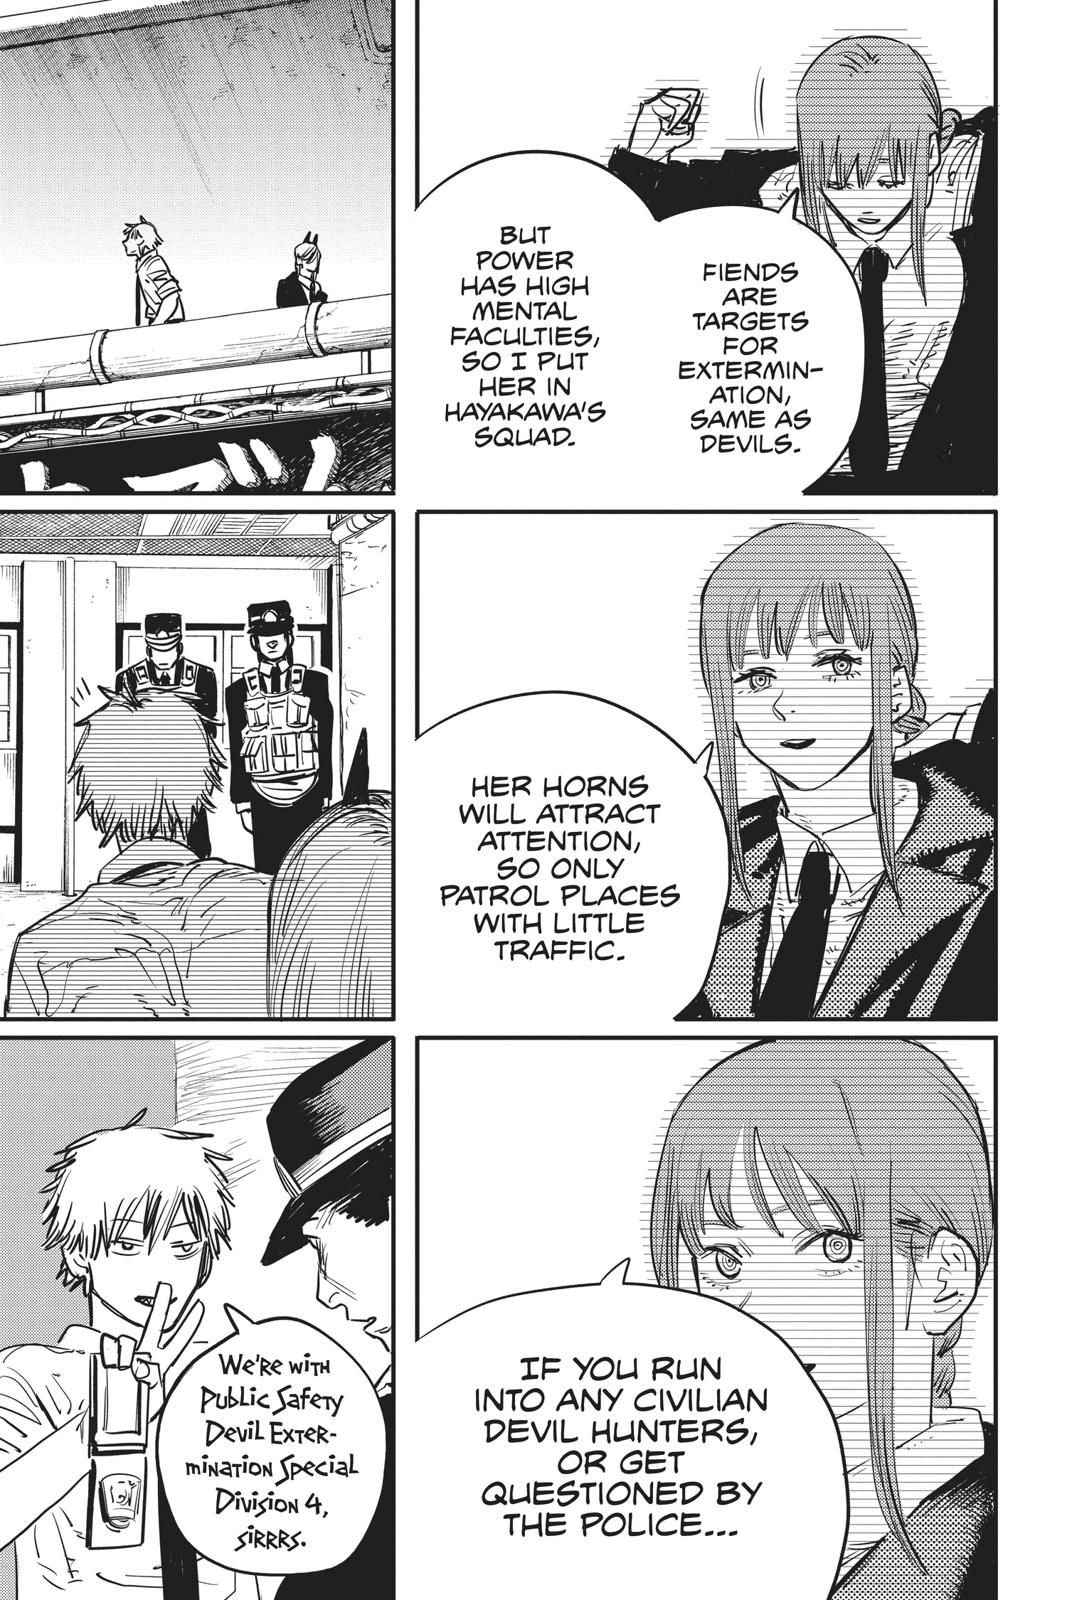 FIENDS
ARE
TARGETS
FOR
EXTERMIN-
ATION,
SAME AS
DEVILS.
BUT
POWER
HAS HIGH
MENTAL
FACULTIES,
SO I PUT
HER IN
HAYAKAWA'S
SQUAD.
HER HORNS
WILL ATTRACT
ATTENTION,
SO ONLY
PATROL PLACES
WITH LITTLE
TRAFFIC.
IF YOU RUN
INTO ANY CIVILIAN
DEVIL HUNTERS,
OR GET
QUESTIONED BY
THE POLICE...
We're with
Public Safety
Devil Exter-
mination Special
Division 4,
sirrrs.